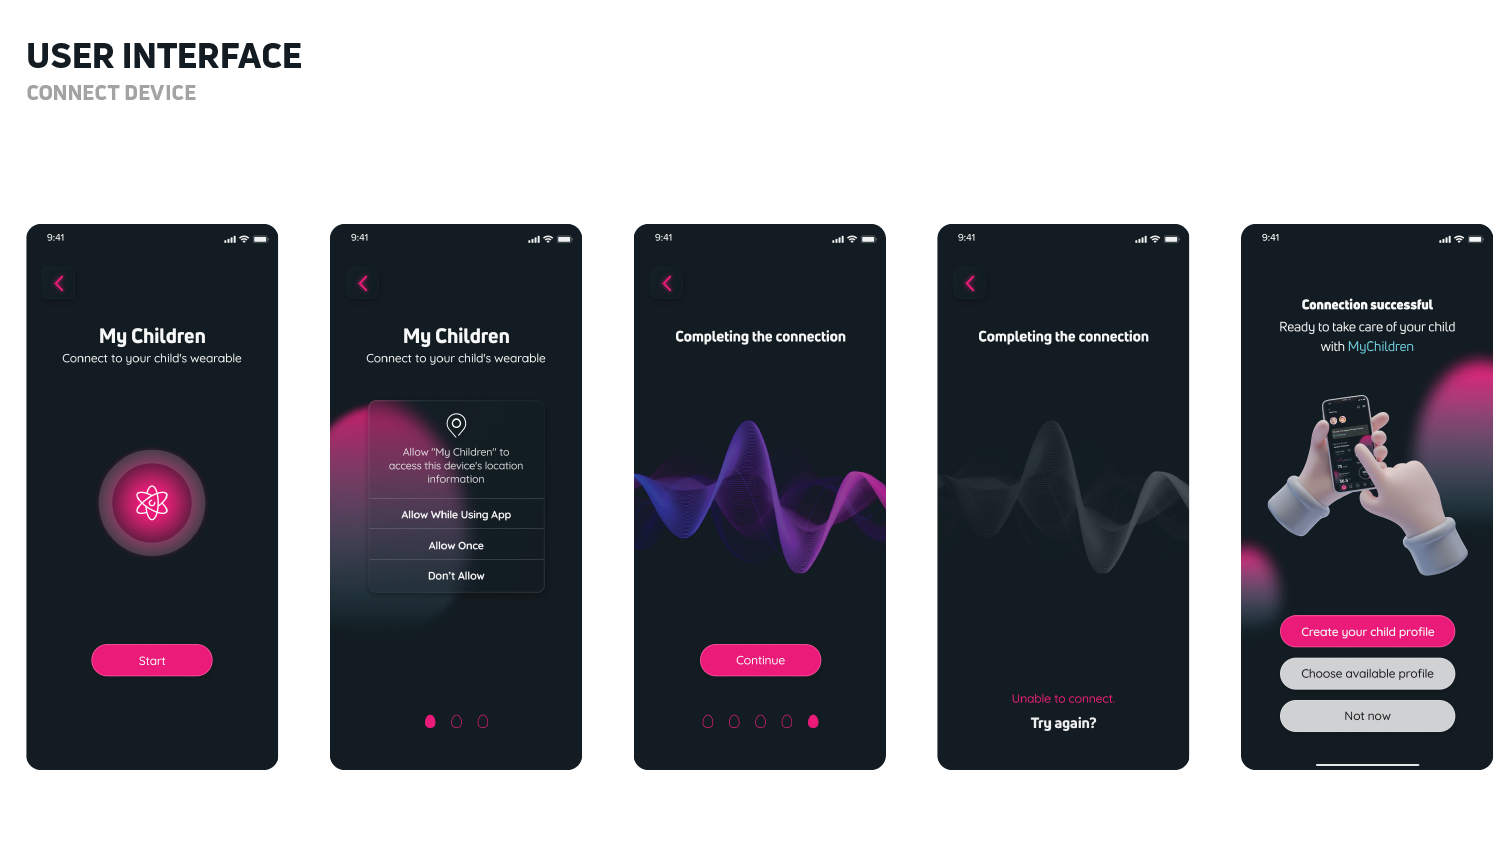 USER INTERFACE
CONNECT DEVICE
9:41
My Children
Connect to your child's wearable
Start
9:41
My Children
Connect to your child's wearable
Allow "My Children" to
access this device's location
information
Allow While Using App
Allow Once
Don't Allow
9:41
Completing the connection
Continue
9:41
Completing the connection
Unable to connect.
Try again?
9:41
Connection successful
Ready to take care of your child
with MyChildren
Create your child profile
Choose available profile
Not now